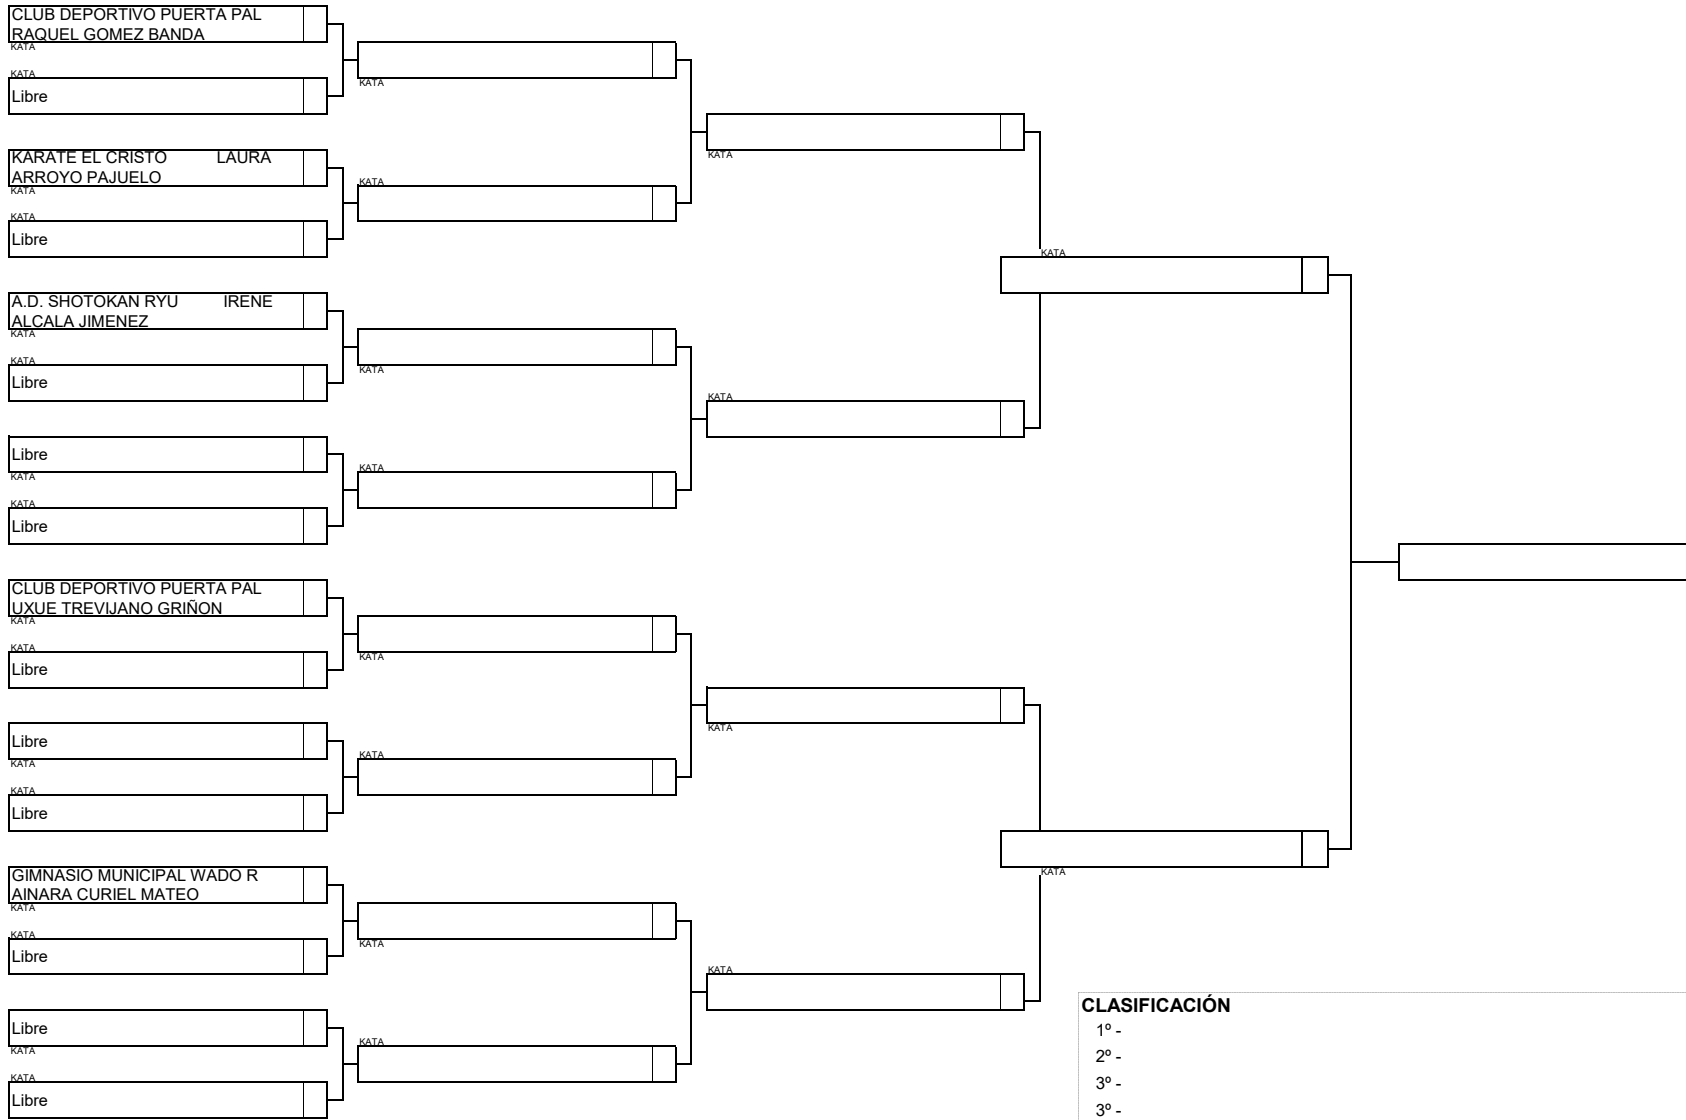 CLUB DEPORTIVO PUERTA PAL
RAQUEL GOMEZ BANDA
KATA
KATA
Libre
KARATE EL CRISTO LAURA
ARROYO PAJUELO
KATA
KATA
Libre
A.D. SHOTOKAN RYU IRENE
ALCALA JIMENEZ
KATA
KATA
Libre
Libre
KATA
KATA
Libre
CLUB DEPORTIVO PUERTA PAL
UXUE TREVIJANO GRIÑON
KATA
KATA
Libre
Libre
KATA
KATA
Libre
GIMNASIO MUNICIPAL WADO R
AINARA CURIEL MATEO
KATA
KATA
Libre
Libre
KATA
KATA
Libre
KATA
KATA
KATA
KATA
KATA
KATA
KATA
KATA
KATA
KATA
KATA
KATA
KATA
KATA
CLASIFICACIÓN
1º -
2º -
3º -
3º -